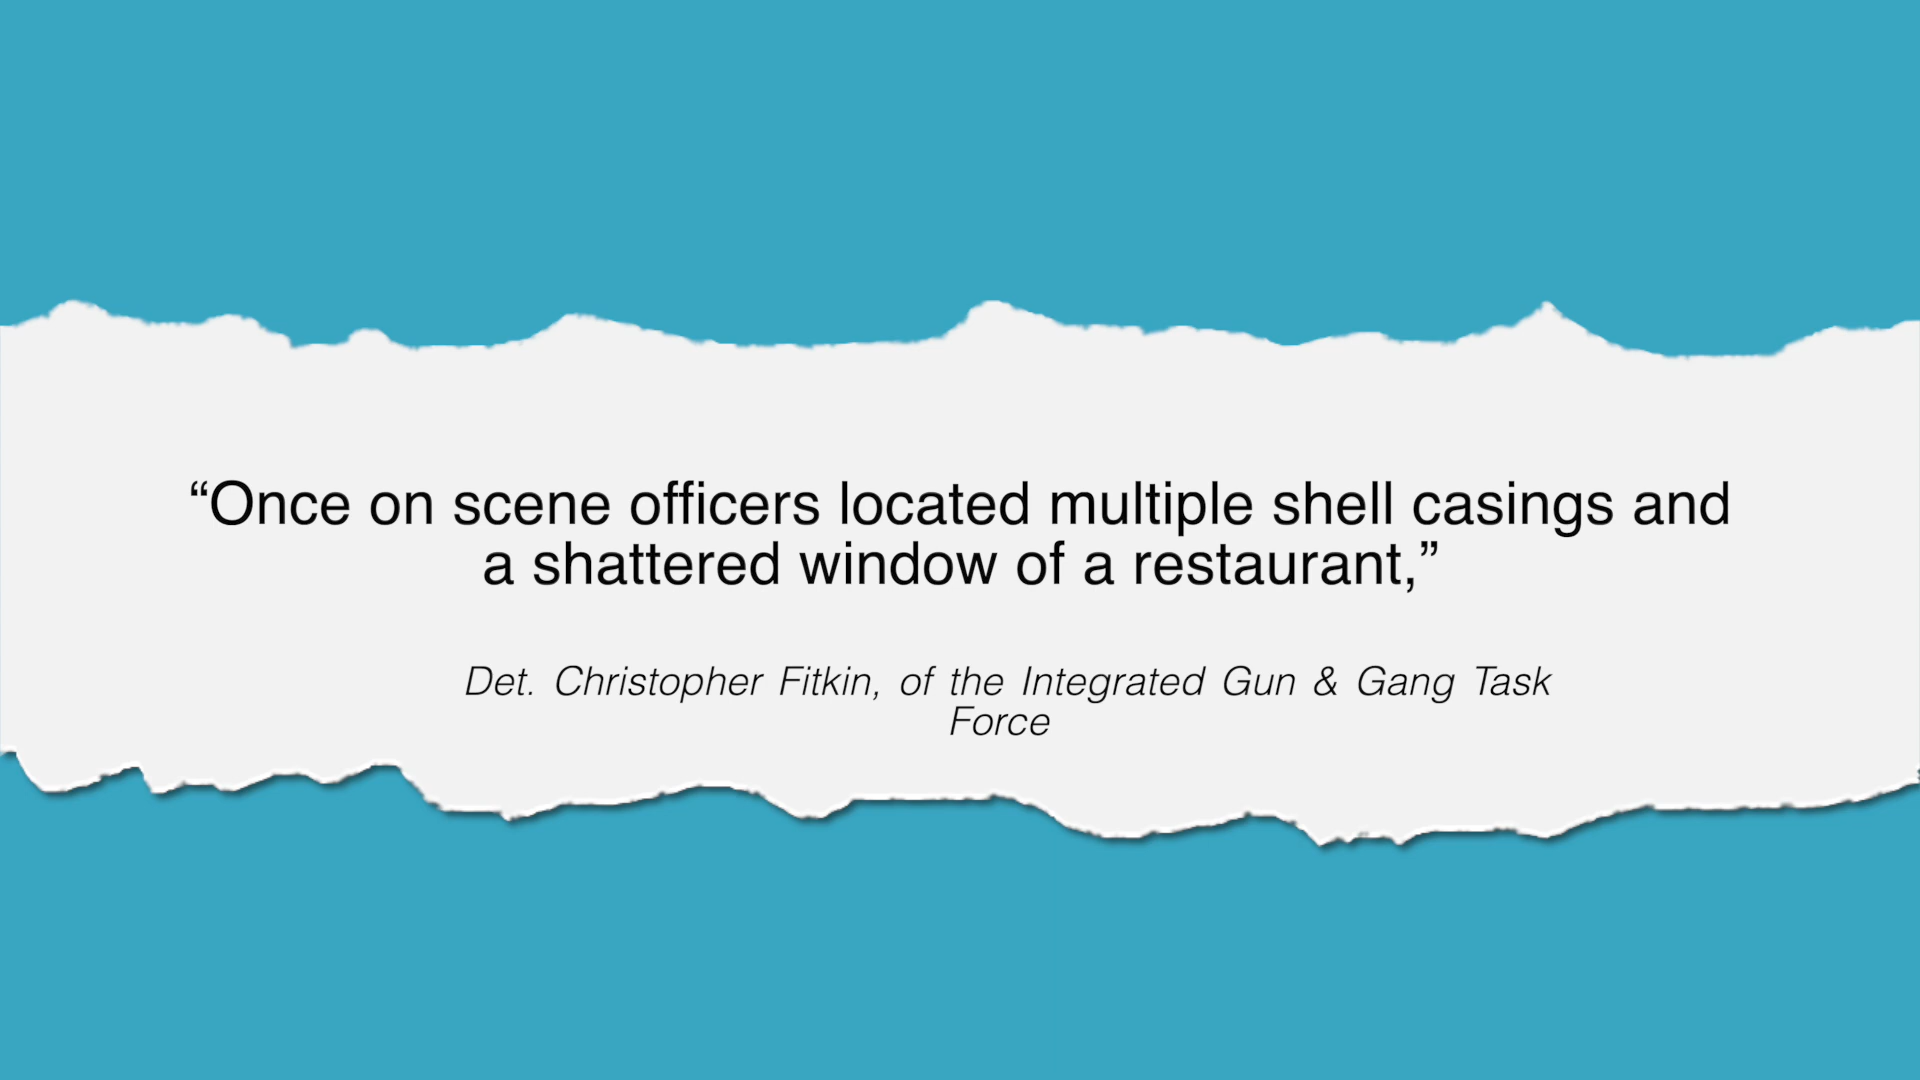 “Once on scene officers located multiple shell casings and
a shattered window of a restaurant,”
Det. Christopher Fitkin, of the Integrated Gun & Gang Task
Force